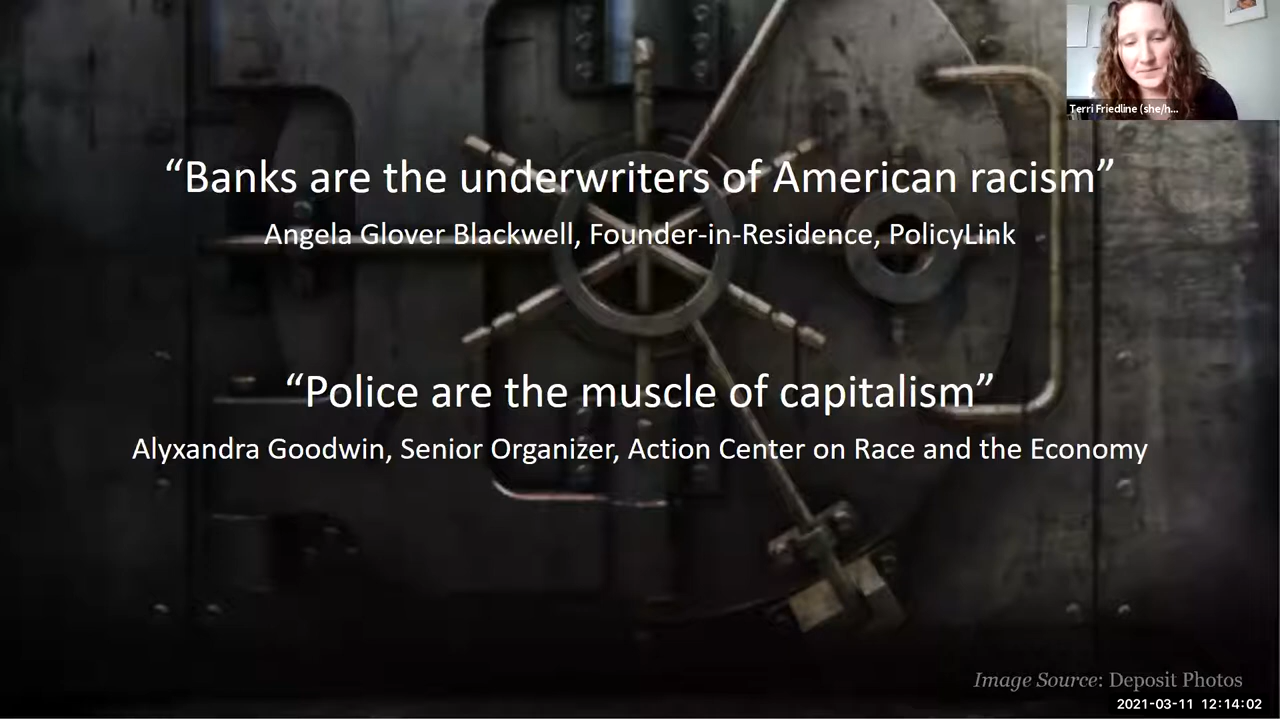 “Banks are the underwriters of American racism”
Angela Glover Blackwell, Founder-in-Residence, PolicyLink
“Police are the muscle of capitalism”
Alyxandra Goodwin, Senior Organizer, Action Center on Race and the Economy
Terri Friedline (she/h...
Image Source: Deposit Photos
2021-03-11 12:14:02